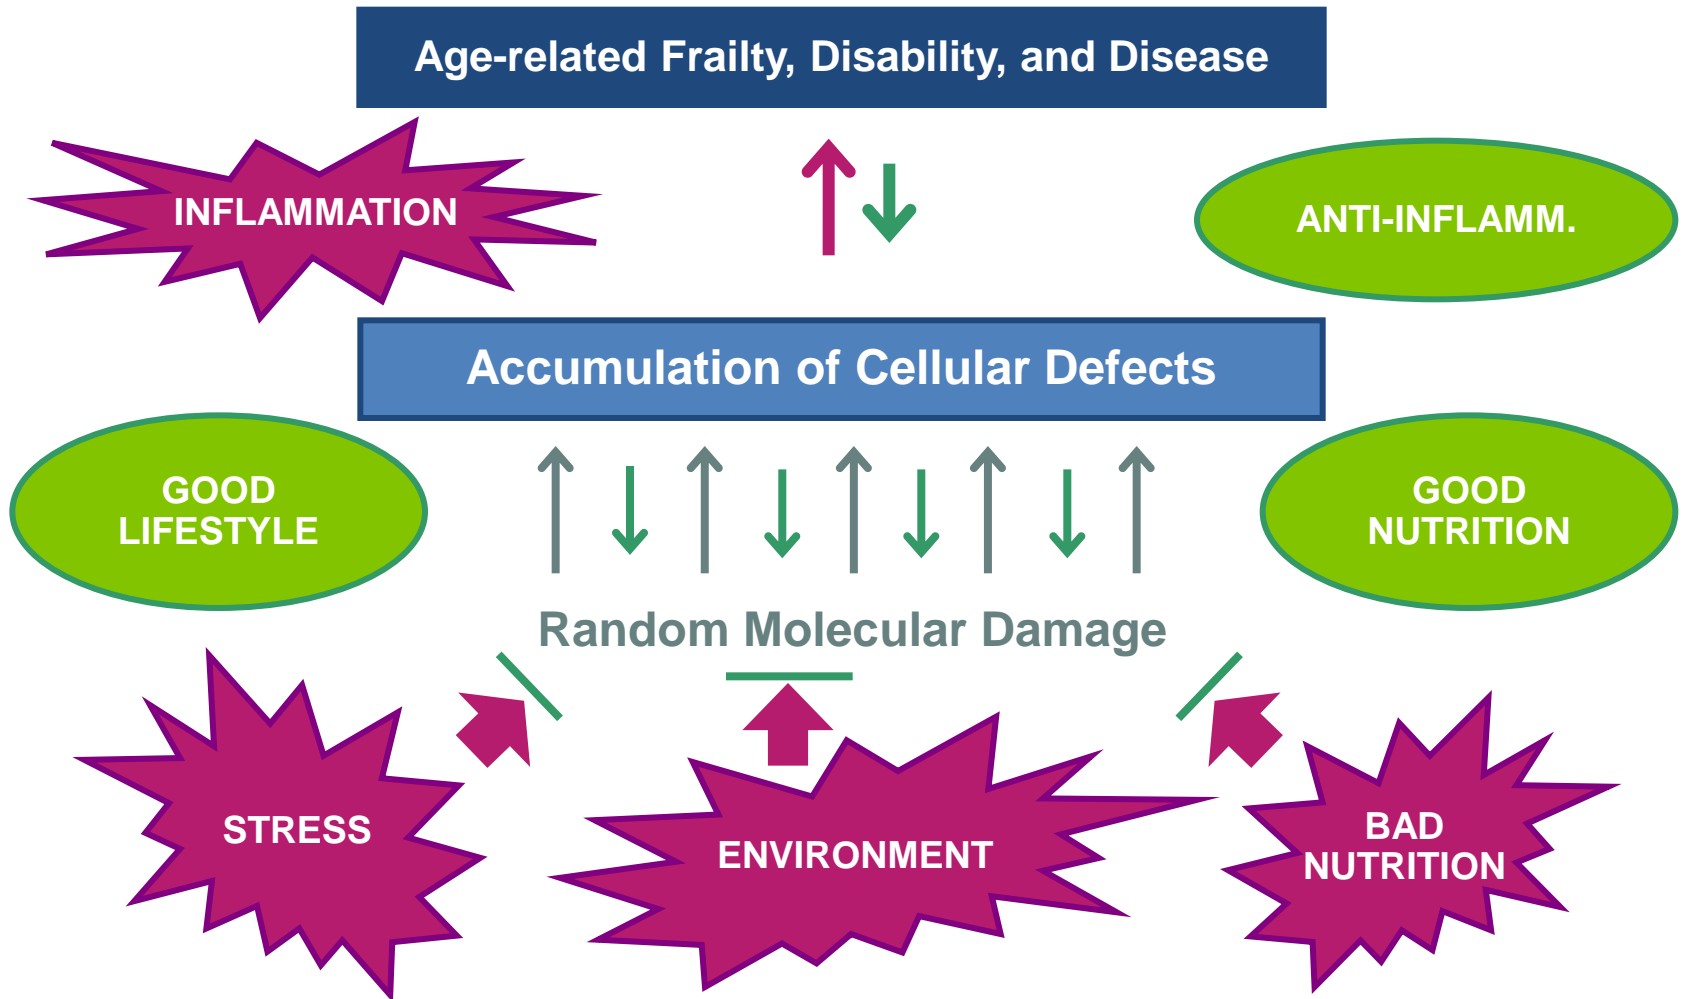 Age-related Frailty, Disability, and Disease
INFLAMMATION
ANTI-INFLAMM.
Accumulation of Cellular Defects
GOOD
LIFESTYLE
GOOD
NUTRITION
Random Molecular Damage
STRESS
ENVIRONMENT
BAD
NUTRITION